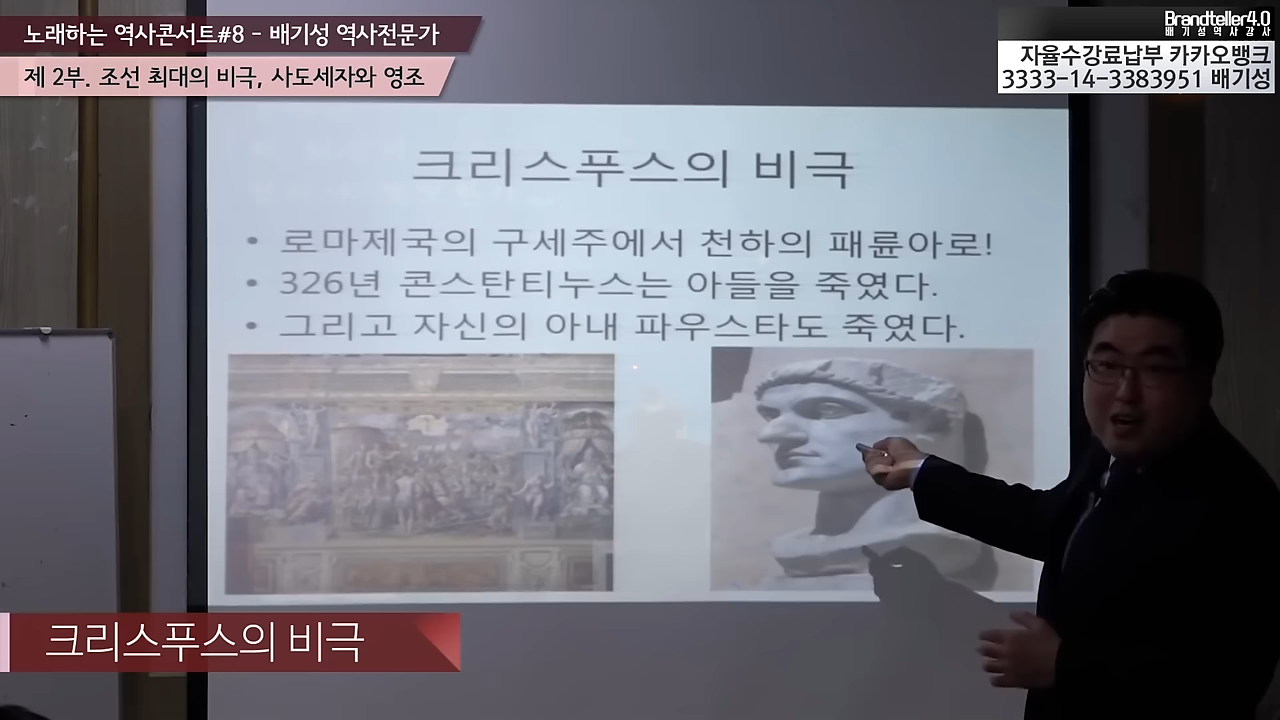 노래하는 역사콘서트#8 - 배기성 역사전문가
제 2부. 조선 최대의 비극, 사도세자와 영조
Brandteller4.0
배기성역사강사
자율수강료납부 카카오뱅크
3333-14-3383951 배기성
크리스푸스의 비극
• 로마제국의 구세주에서 천하의 패륜아로!
• 326년 콘스탄티누스는 아들을 죽였다.
• 그리고 자신의 아내 파우스타도 죽였다.
크리스푸스의 비극